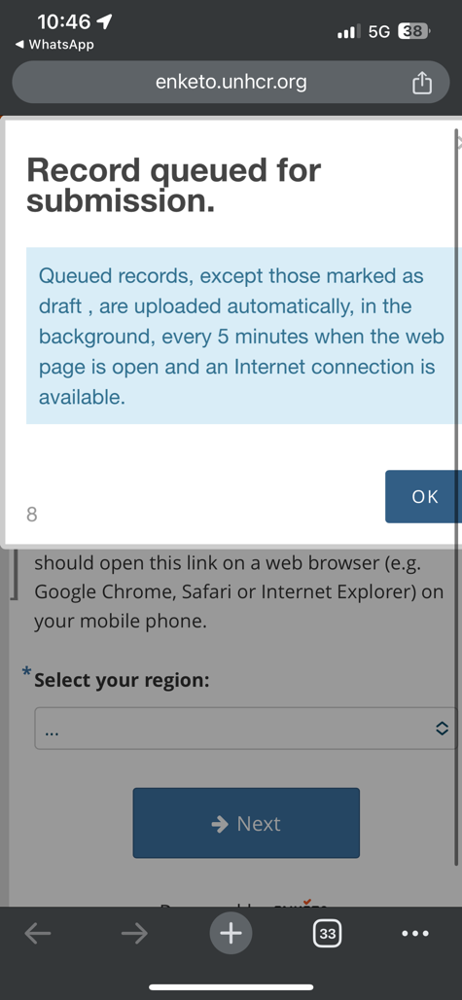 10:46
5G 38
WhatsApp
enketo.unhcr.org
Record queued for
submission.
Queued records, except those marked as
draft , are uploaded automatically, in the
background, every 5 minutes when the web
page is open and an Internet connection is
available.
OK
8
should open this link on a web browser (e.g.
Google Chrome, Safari or Internet Explorer) on
your mobile phone.
* Select your region:
...
Next
33